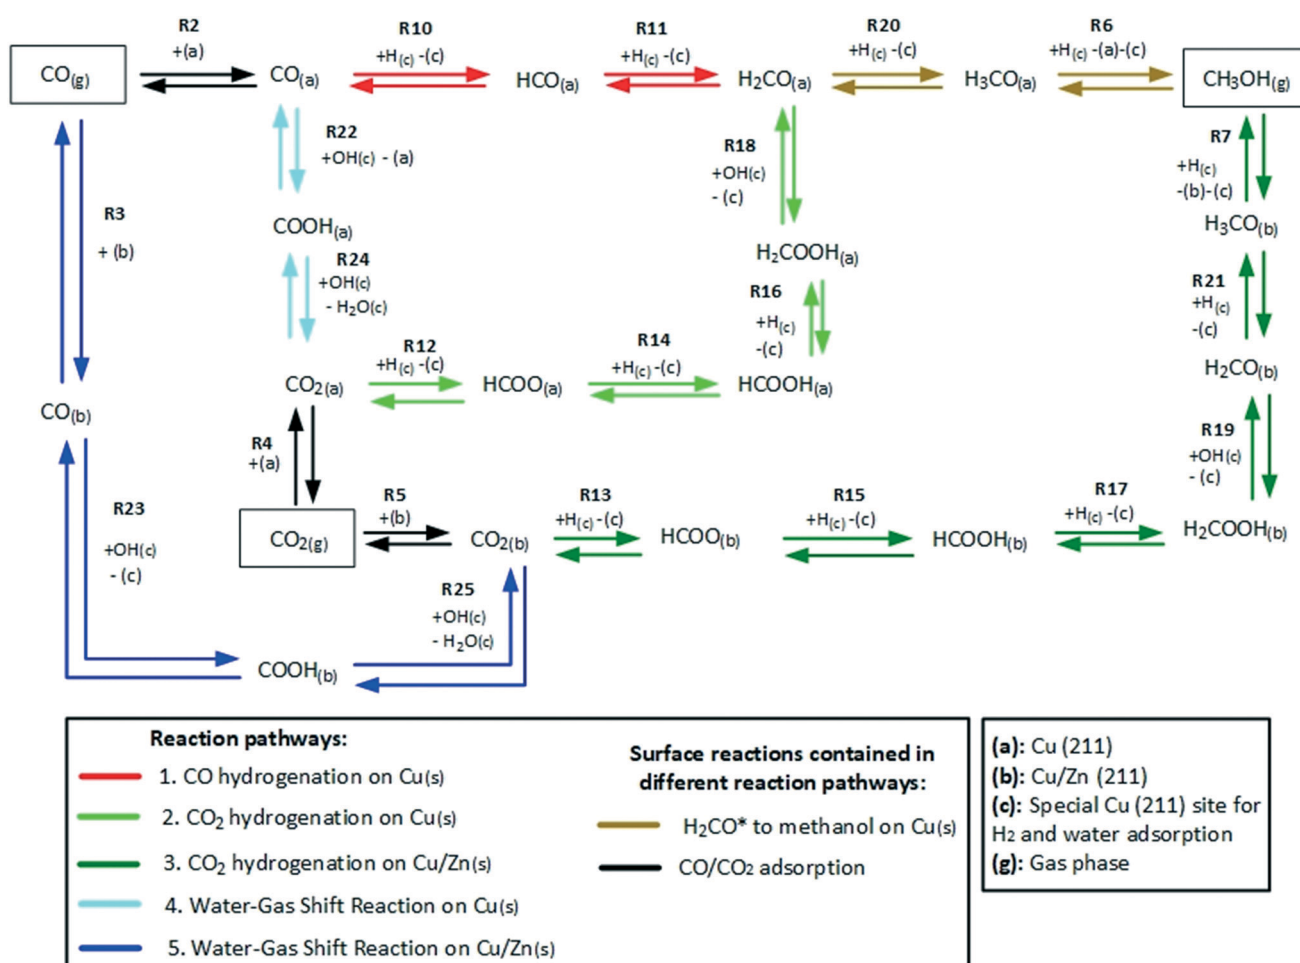 R2
+(a)
R10
+H(c) -(c)
R11
+H(c) -(c)
R20
+H(c) -(c)
R6
+H(c) -(a)-(c)
CO(g)
CO(a)
HCO(a)
H2CO(a)
H3CO(a)
CH3OH(g)
R22
+OH(c) - (a)
R18
+OH(c)
- (c)
R7
+H(c)
-(b)-(c)
R3
+ (b)
COOH(a)
H2COOH(a)
H3CO(b)
R24
+OH(c)
- H2O(c)
R16
+H(c)
-(c)
R21
+H(c)
-(c)
R12
+H(c) -(c)
R14
+H(c) -(c)
CO2(a)
HCOO(a)
HCOOH(a)
H2CO(b)
CO(b)
R4
+(a)
R19
+OH(c)
- (c)
R23
+OH(c)
- (c)
R5
+(b)
R13
+H(c) -(c)
R15
+H(c) -(c)
R17
+H(c) -(c)
CO2(g)
CO2(b)
HCOO(b)
HCOOH(b)
H2COOH(b)
R25
+OH(c)
- H2O(c)
COOH(b)
Reaction pathways:
1. CO hydrogenation on Cu(s)
2. CO2 hydrogenation on Cu(s)
3. CO2 hydrogenation on Cu/Zn(s)
4. Water-Gas Shift Reaction on Cu(s)
5. Water-Gas Shift Reaction on Cu/Zn(s)
Surface reactions contained in
different reaction pathways:
H2CO* to methanol on Cu(s)
CO/CO2 adsorption
(a): Cu (211)
(b): Cu/Zn (211)
(c): Special Cu (211) site for
H2 and water adsorption
(g): Gas phase